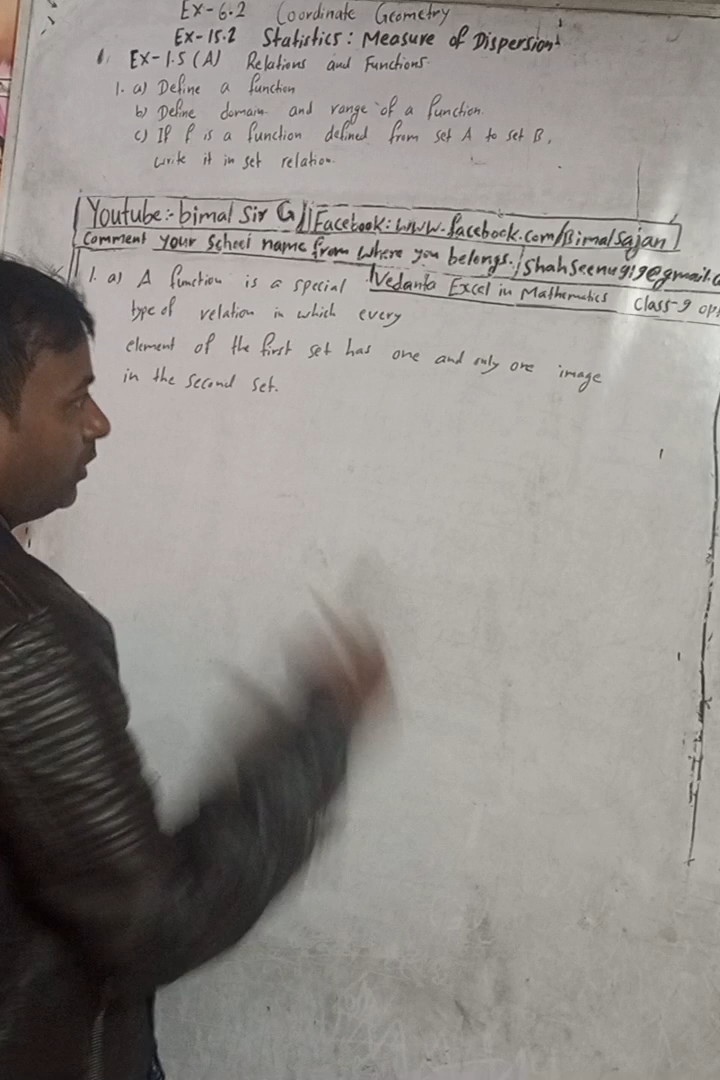 Ex-6.2 Coordinate Geometry
Ex-15.2 Statistics: Measure of Dispersion
Ex-1.5 (A) Relations and Functions.
1. a) Define a function
b) Define domain and range of a function.
c) If f is a function defined from set A to set B,
write it in set relation.
Youtube:- bimal Sir G || Facebook: www.facebook.com/Bimalsajan
Comment your School name from where you belongs. / Shahseenu919@gmail.c
Vedanta Excel in Mathematics Class-9 opt
1. a) A function is a special
type of relation in which every
element of the first set has one and only one image
in the second set.